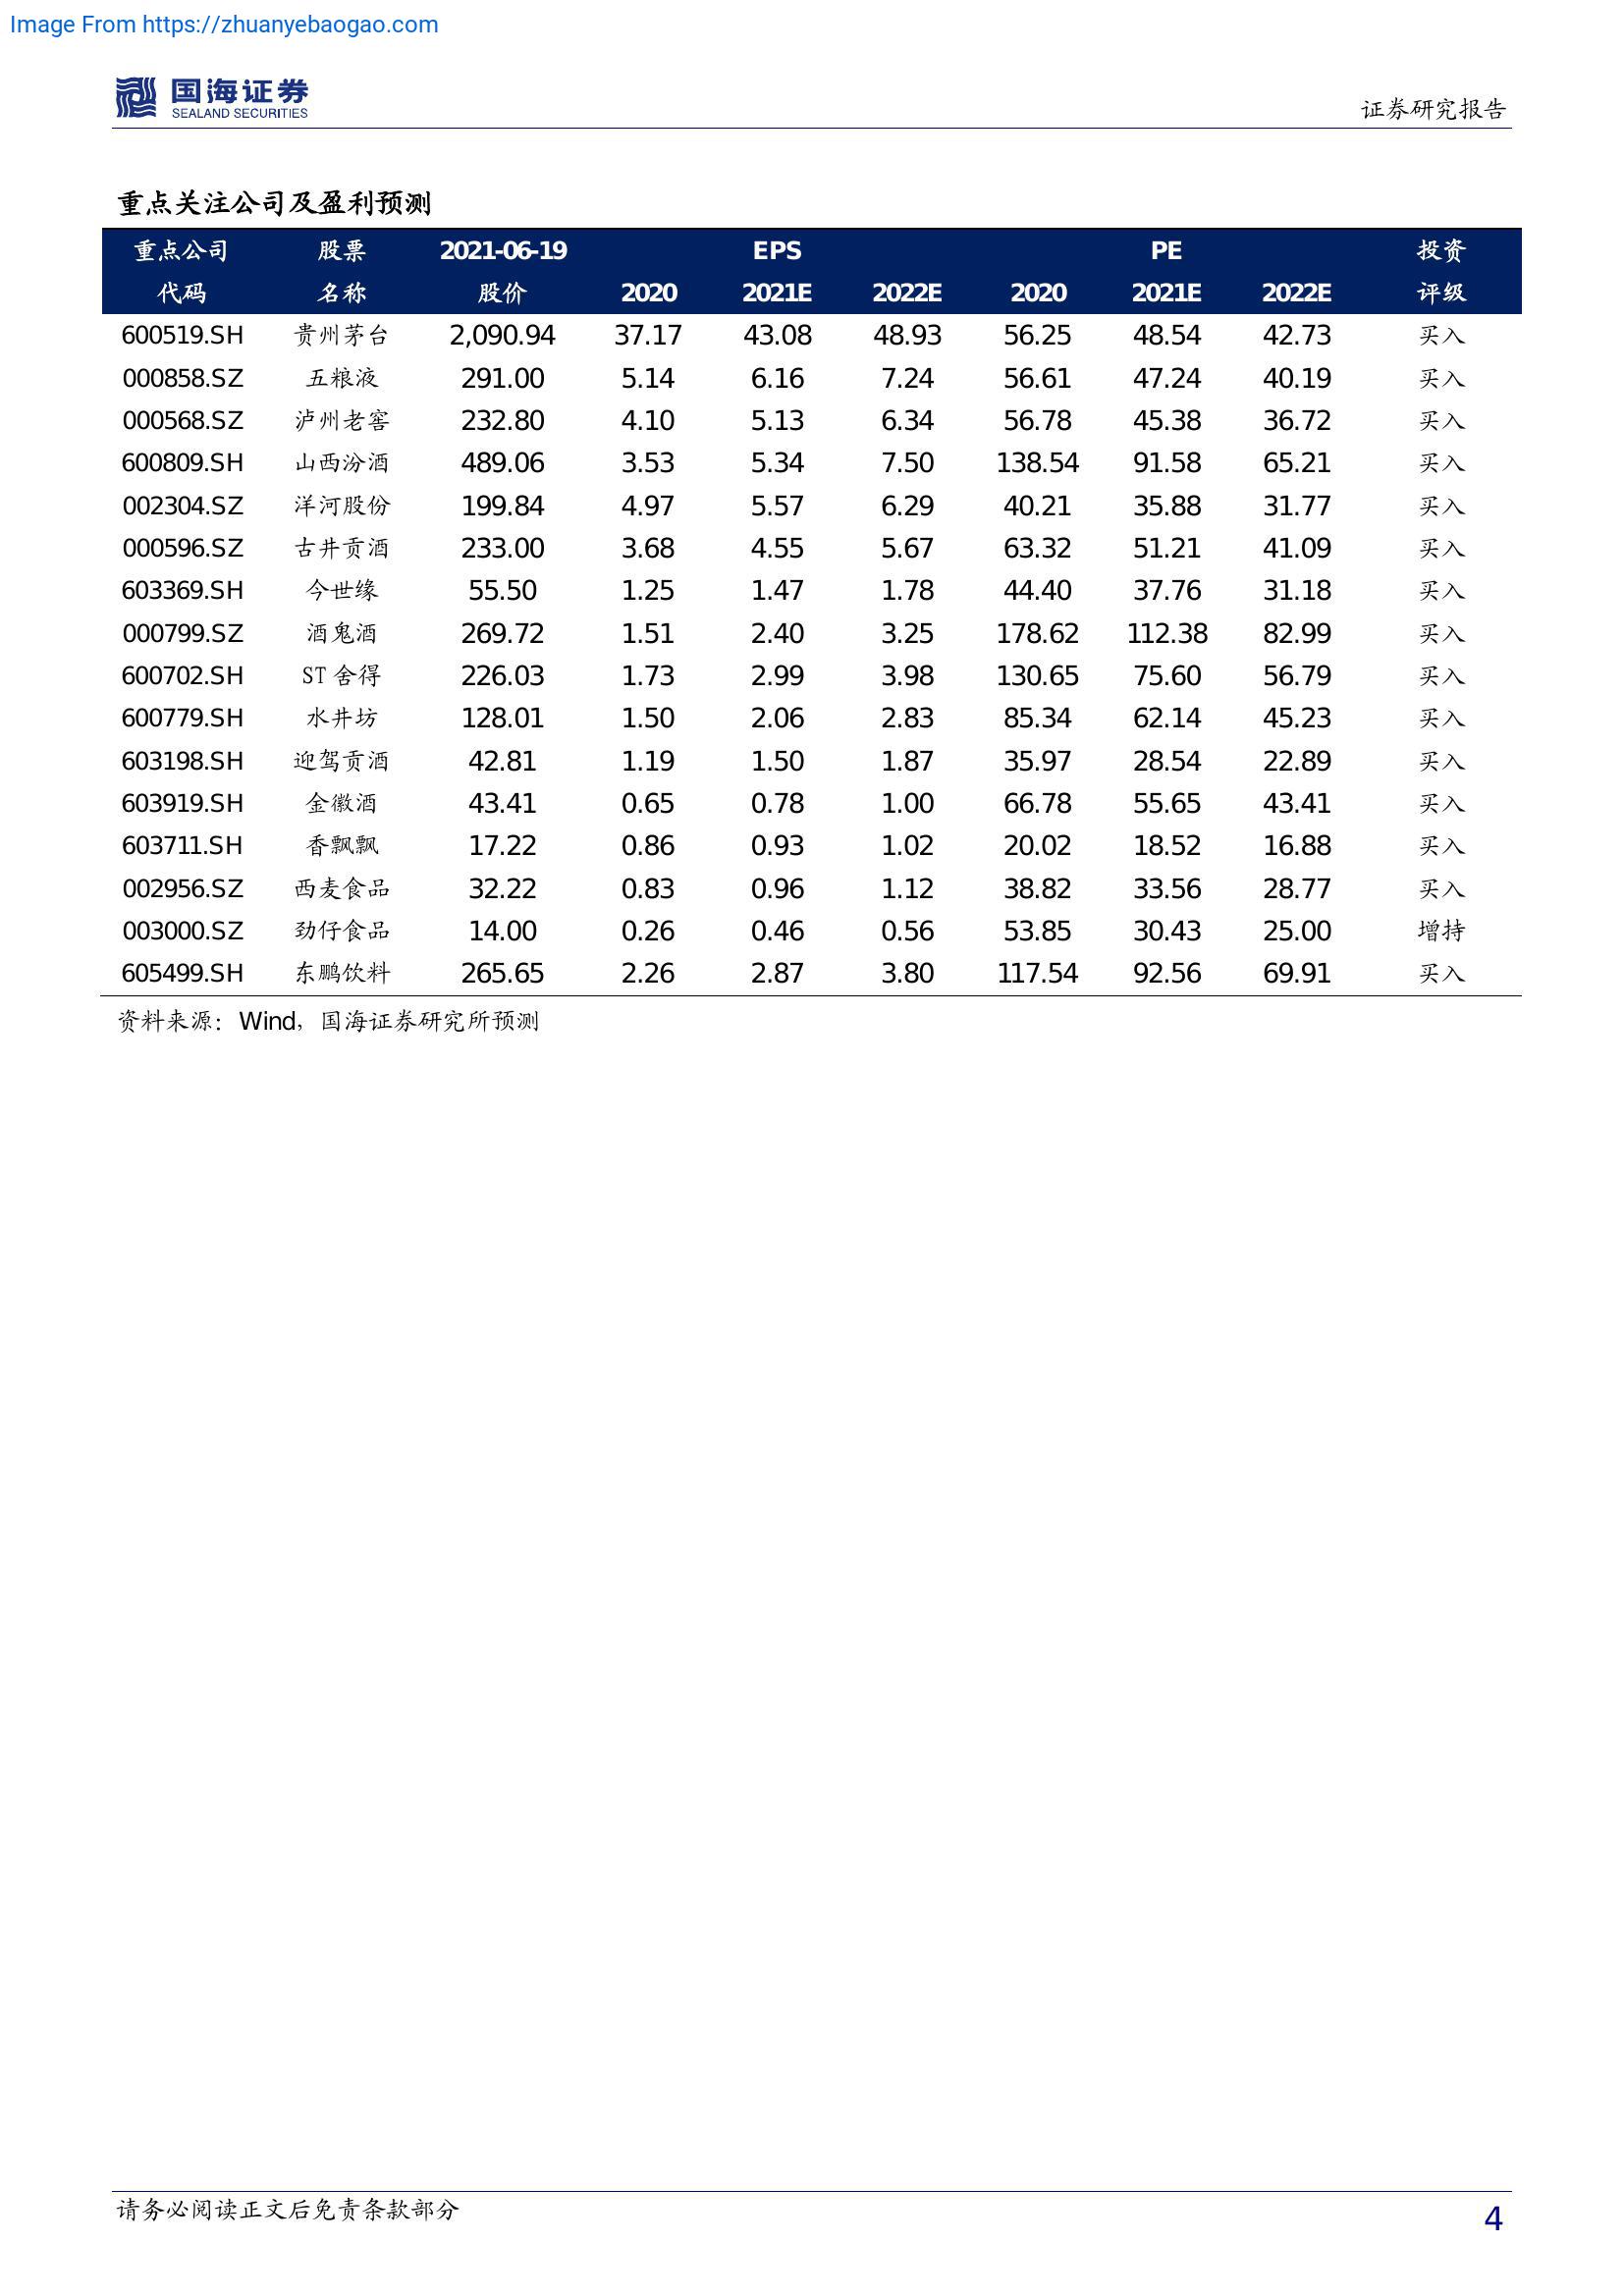 Image From https://zhuanyebaogao.com
国海证券
SEALAND SECURITIES
证券研究报告
重点关注公司及盈利预测
重点公司 股票 2021-06-19 EPS PE 投资
代码 名称 股价 2020 2021E 2022E 2020 2021E 2022E 评级
600519.SH 贵州茅台 2,090.94 37.17 43.08 48.93 56.25 48.54 42.73 买入
000858.SZ 五粮液 291.00 5.14 6.16 7.24 56.61 47.24 40.19 买入
000568.SZ 泸州老窖 232.80 4.10 5.13 6.34 56.78 45.38 36.72 买入
600809.SH 山西汾酒 489.06 3.53 5.34 7.50 138.54 91.58 65.21 买入
002304.SZ 洋河股份 199.84 4.97 5.57 6.29 40.21 35.88 31.77 买入
000596.SZ 古井贡酒 233.00 3.68 4.55 5.67 63.32 51.21 41.09 买入
603369.SH 今世缘 55.50 1.25 1.47 1.78 44.40 37.76 31.18 买入
000799.SZ 酒鬼酒 269.72 1.51 2.40 3.25 178.62 112.38 82.99 买入
600702.SH ST 舍得 226.03 1.73 2.99 3.98 130.65 75.60 56.79 买入
600779.SH 水井坊 128.01 1.50 2.06 2.83 85.34 62.14 45.23 买入
603198.SH 迎驾贡酒 42.81 1.19 1.50 1.87 35.97 28.54 22.89 买入
603919.SH 金徽酒 43.41 0.65 0.78 1.00 66.78 55.65 43.41 买入
603711.SH 香飘飘 17.22 0.86 0.93 1.02 20.02 18.52 16.88 买入
002956.SZ 西麦食品 32.22 0.83 0.96 1.12 38.82 33.56 28.77 买入
003000.SZ 劲仔食品 14.00 0.26 0.46 0.56 53.85 30.43 25.00 增持
605499.SH 东鹏饮料 265.65 2.26 2.87 3.80 117.54 92.56 69.91 买入
资料来源：Wind，国海证券研究所预测
请务必阅读正文后免责条款部分
4